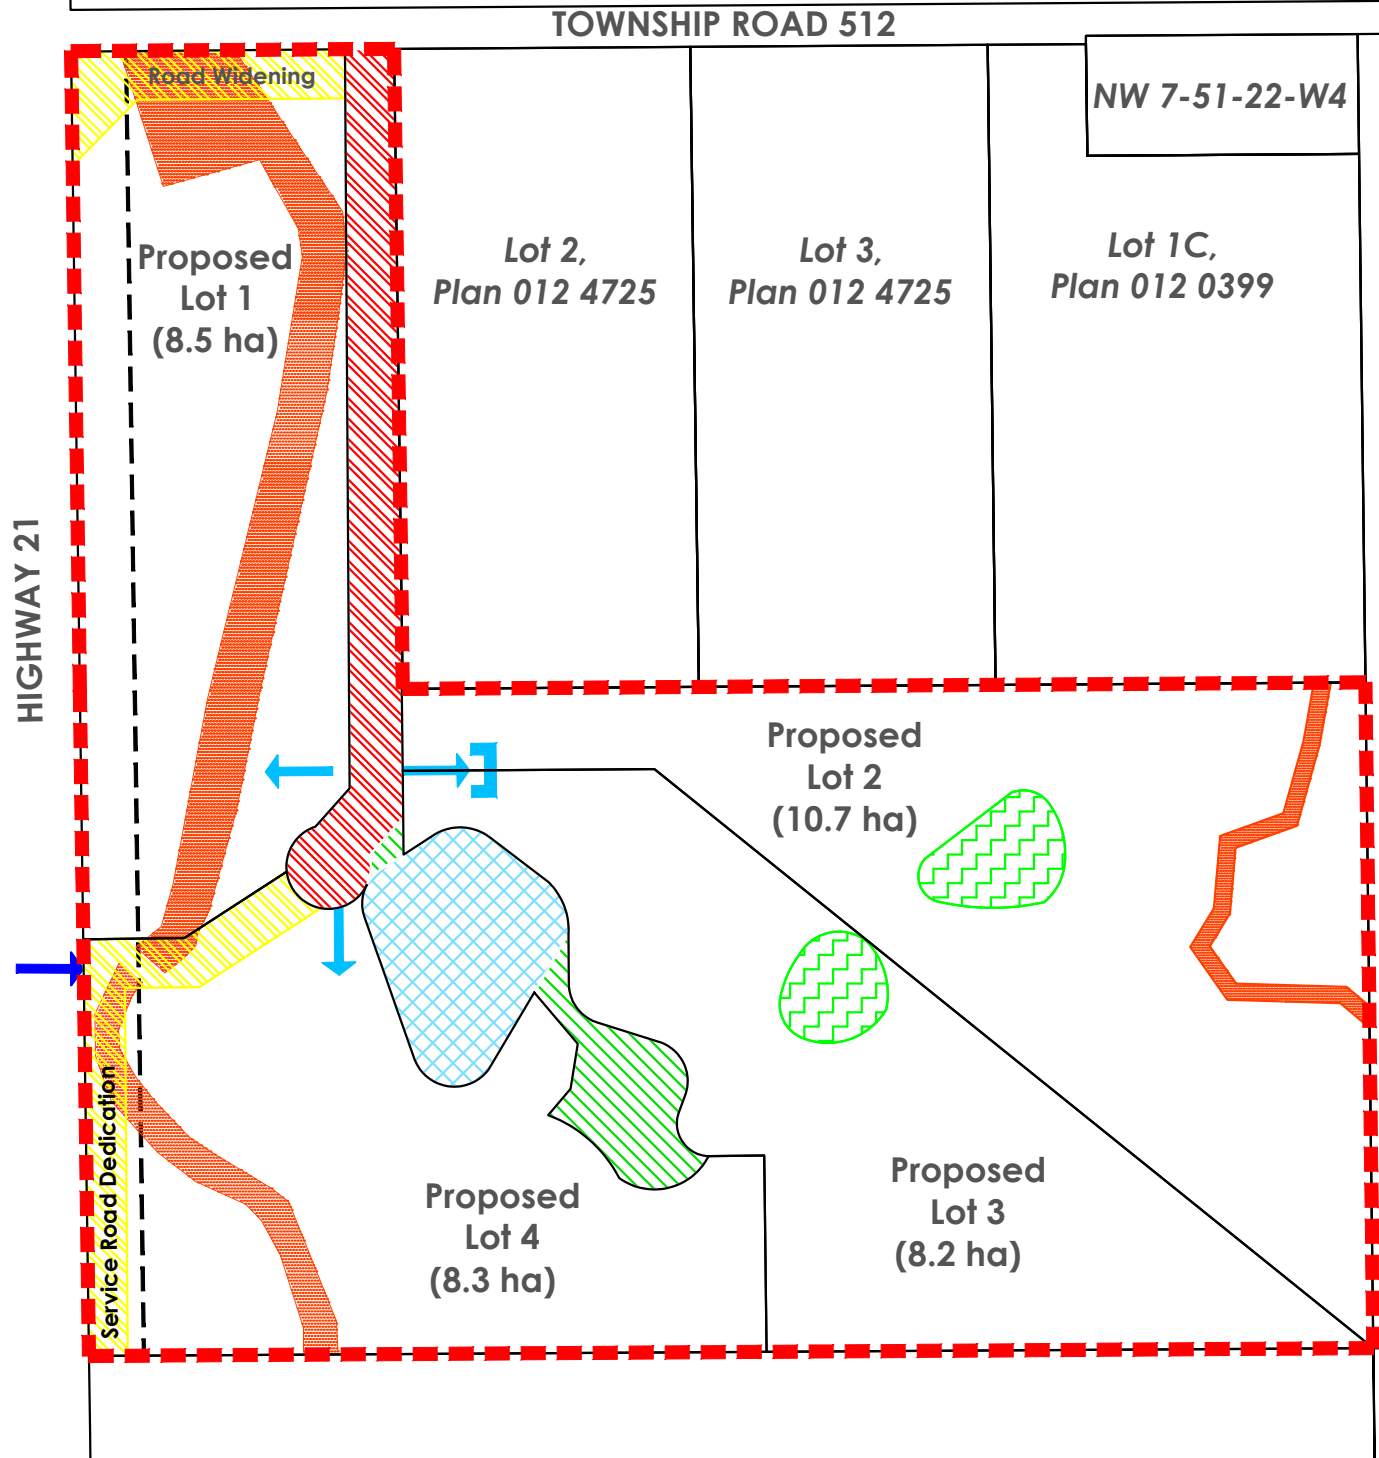 TOWNSHIP ROAD 512
Road Widening
NW 7-51-22-W4
Proposed
Lot 1
(8.5 ha)
Lot 2,
Plan 012 4725
Lot 3,
Plan 012 4725
Lot 1C,
Plan 012 0399
HIGHWAY 21
Proposed
Lot 2
(10.7 ha)
Service Road Dedication
Proposed
Lot 4
(8.3 ha)
Proposed
Lot 3
(8.2 ha)